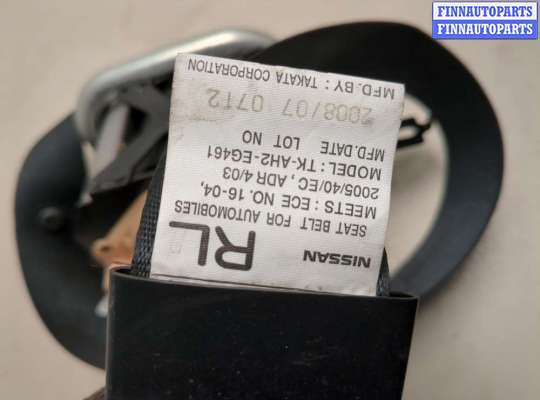 FINNAUTOPARTS
FINNAUTOPARTS
NISSAN
RL
SEAT BELT FOR AUTOMOBILES
MEETS : ECE NO. 16-04,
2005/40/EC, ADR 4/03
MODEL : TK-AH2-EG461
MFD.DATE LOT NO
2008/07 0712
MFD. BY : TAKATA CORPORATION